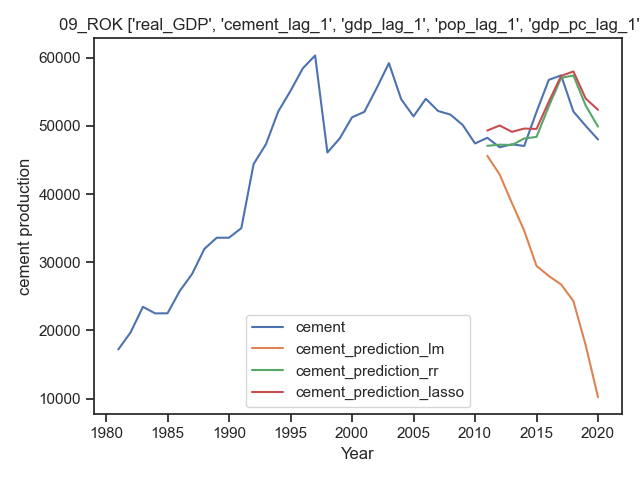 09_ROK ['real_GDP', 'cement_lag_1', 'gdp_lag_1', 'pop_lag_1', 'gdp_pc_lag_1'
60000
50000
40000
30000
20000
10000
cement production
cement
cement_prediction_lm
cement_prediction_rr
cement_prediction_lasso
1980 1985 1990 1995 2000 2005 2010 2015 2020
Year